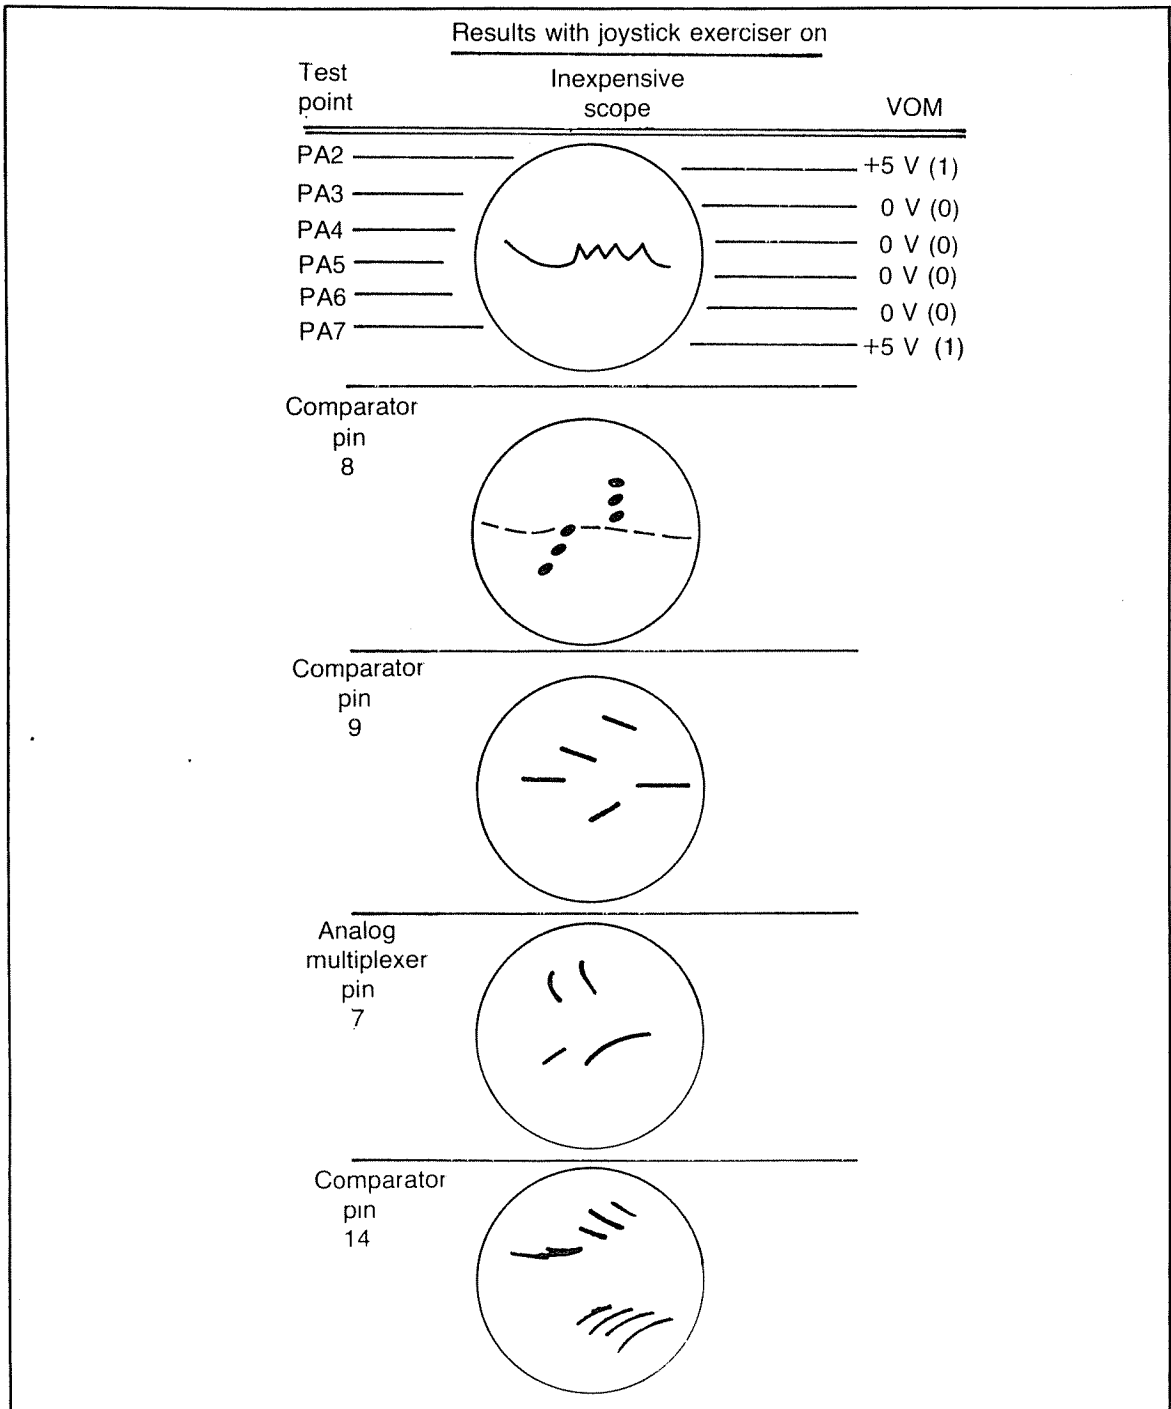 Results with joystick exerciser on
Test
point
Inexpensive
scope
VOM
PA2
+5 V (1)
PA3
0 V (0)
PA4
0 V (0)
PA5
0 V (0)
PA6
0 V (0)
PA7
+5 V (1)
Comparator
pin
8
Comparator
pin
9
Analog
multiplexer
pin
7
Comparator
pin
14